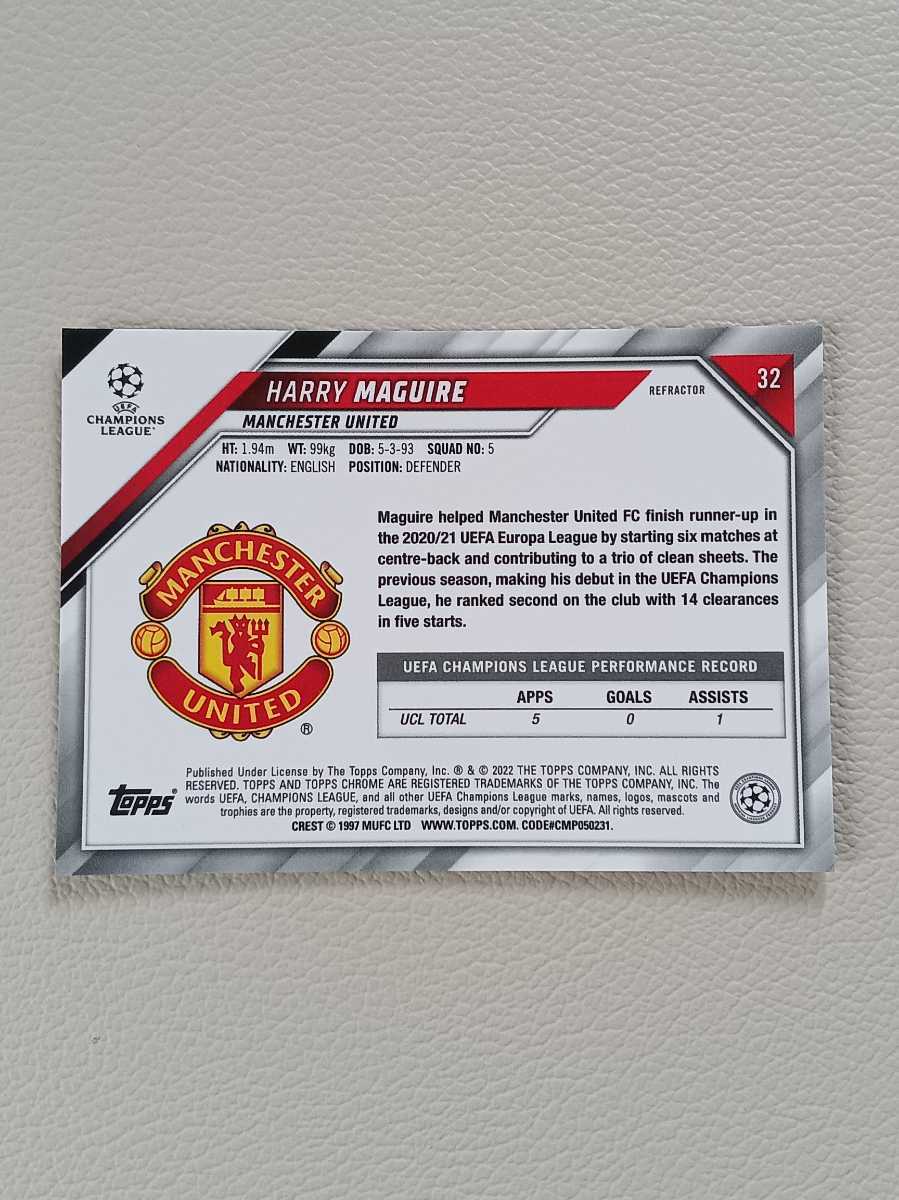 UEFA
CHAMPIONS
LEAGUE®
HARRY MAGUIRE
REFRACTOR
32
MANCHESTER UNITED
HT: 1.94m WT: 99kg DOB: 5-3-93 SQUAD NO: 5
NATIONALITY: ENGLISH POSITION: DEFENDER
Maguire helped Manchester United FC finish runner-up in
the 2020/21 UEFA Europa League by starting six matches at
centre-back and contributing to a trio of clean sheets. The
previous season, making his debut in the UEFA Champions
League, he ranked second on the club with 14 clearances
in five starts.
MANCHESTER
UNITED
®
UEFA CHAMPIONS LEAGUE PERFORMANCE RECORD
APPS GOALS ASSISTS
UCL TOTAL 5 0 1
topps®
Published Under License by The Topps Company, Inc. ® & © 2022 THE TOPPS COMPANY, INC. ALL RIGHTS
RESERVED. TOPPS AND TOPPS CHROME ARE REGISTERED TRADEMARKS OF THE TOPPS COMPANY, INC. The
words UEFA, CHAMPIONS LEAGUE, and all other UEFA Champions League marks, names, logos, mascots and
trophies are the property, registered trademarks, designs and/or copyright of UEFA. All rights reserved.
CREST © 1997 MUFC LTD WWW.TOPPS.COM. CODE#CMP050231.